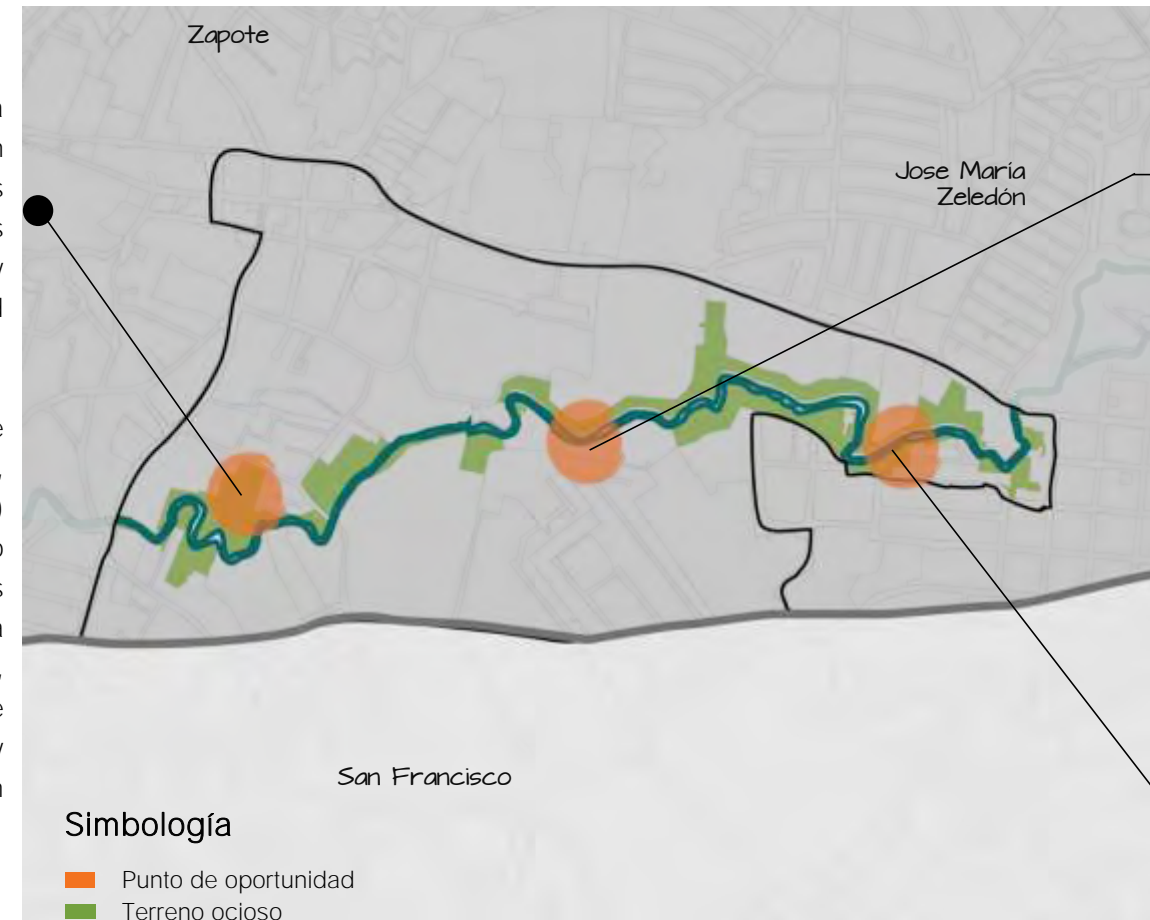 Zapote
Jose María
Zeledón
San Francisco
Simbología
Punto de oportunidad
Terreno ocioso